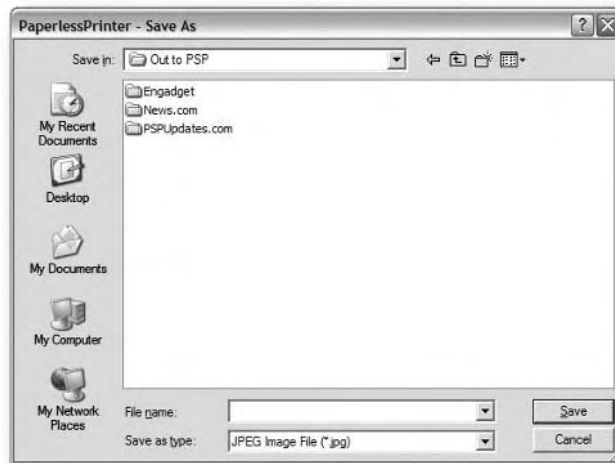 PaperlessPrinter - Save As
Save in:
Out to PSP
Engadget
News.com
PSPUpdates.com
My Recent
Documents
Desktop
My Documents
My Computer
My Network
Places
File name:
Save
Save as type:
JPEG Image File (*.jpg)
Cancel